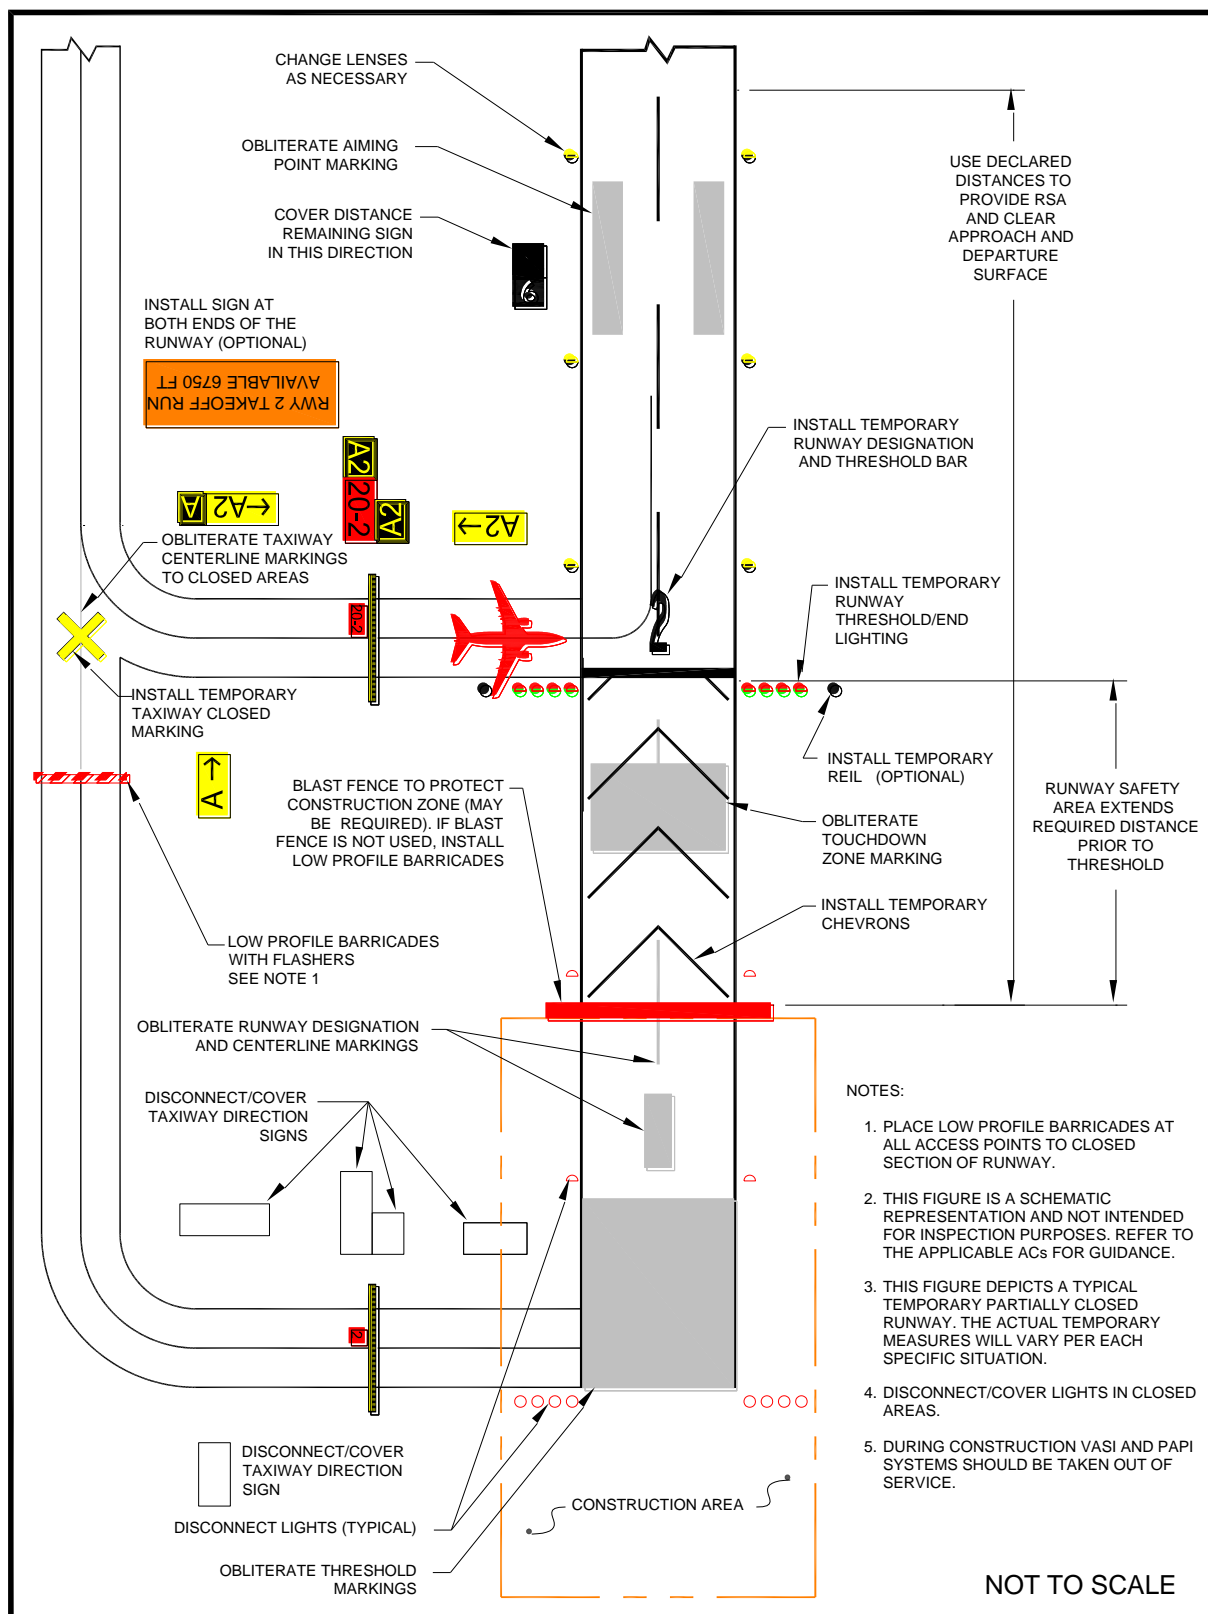 CHANGE LENSES
AS NECESSARY
OBLITERATE AIMING
POINT MARKING
COVER DISTANCE
REMAINING SIGN
IN THIS DIRECTION
6
INSTALL SIGN AT
BOTH ENDS OF THE
RUNWAY (OPTIONAL)
RWY 2 TAKEOFF RUN
AVAILABLE 6750 FT
USE DECLARED
DISTANCES TO
PROVIDE RSA
AND CLEAR
APPROACH AND
DEPARTURE
SURFACE
INSTALL TEMPORARY
RUNWAY DESIGNATION
AND THRESHOLD BAR
A2
20-2
A2
A
←A2
A2→
OBLITERATE TAXIWAY
CENTERLINE MARKINGS
TO CLOSED AREAS
20-2
2
INSTALL TEMPORARY
RUNWAY
THRESHOLD/END
LIGHTING
INSTALL TEMPORARY
TAXIWAY CLOSED
MARKING
A→
INSTALL TEMPORARY
REIL (OPTIONAL)
BLAST FENCE TO PROTECT
CONSTRUCTION ZONE (MAY
BE REQUIRED). IF BLAST
FENCE IS NOT USED, INSTALL
LOW PROFILE BARRICADES
OBLITERATE
TOUCHDOWN
ZONE MARKING
RUNWAY SAFETY
AREA EXTENDS
REQUIRED DISTANCE
PRIOR TO
THRESHOLD
INSTALL TEMPORARY
CHEVRONS
LOW PROFILE BARRICADES
WITH FLASHERS
SEE NOTE 1
OBLITERATE RUNWAY DESIGNATION
AND CENTERLINE MARKINGS
DISCONNECT/COVER
TAXIWAY DIRECTION
SIGNS
2
DISCONNECT/COVER
TAXIWAY DIRECTION
SIGN
DISCONNECT LIGHTS (TYPICAL)
OBLITERATE THRESHOLD
MARKINGS
CONSTRUCTION AREA
NOTES:
1. PLACE LOW PROFILE BARRICADES AT
ALL ACCESS POINTS TO CLOSED
SECTION OF RUNWAY.
2. THIS FIGURE IS A SCHEMATIC
REPRESENTATION AND NOT INTENDED
FOR INSPECTION PURPOSES. REFER TO
THE APPLICABLE ACs FOR GUIDANCE.
3. THIS FIGURE DEPICTS A TYPICAL
TEMPORARY PARTIALLY CLOSED
RUNWAY. THE ACTUAL TEMPORARY
MEASURES WILL VARY PER EACH
SPECIFIC SITUATION.
4. DISCONNECT/COVER LIGHTS IN CLOSED
AREAS.
5. DURING CONSTRUCTION VASI AND PAPI
SYSTEMS SHOULD BE TAKEN OUT OF
SERVICE.
NOT TO SCALE